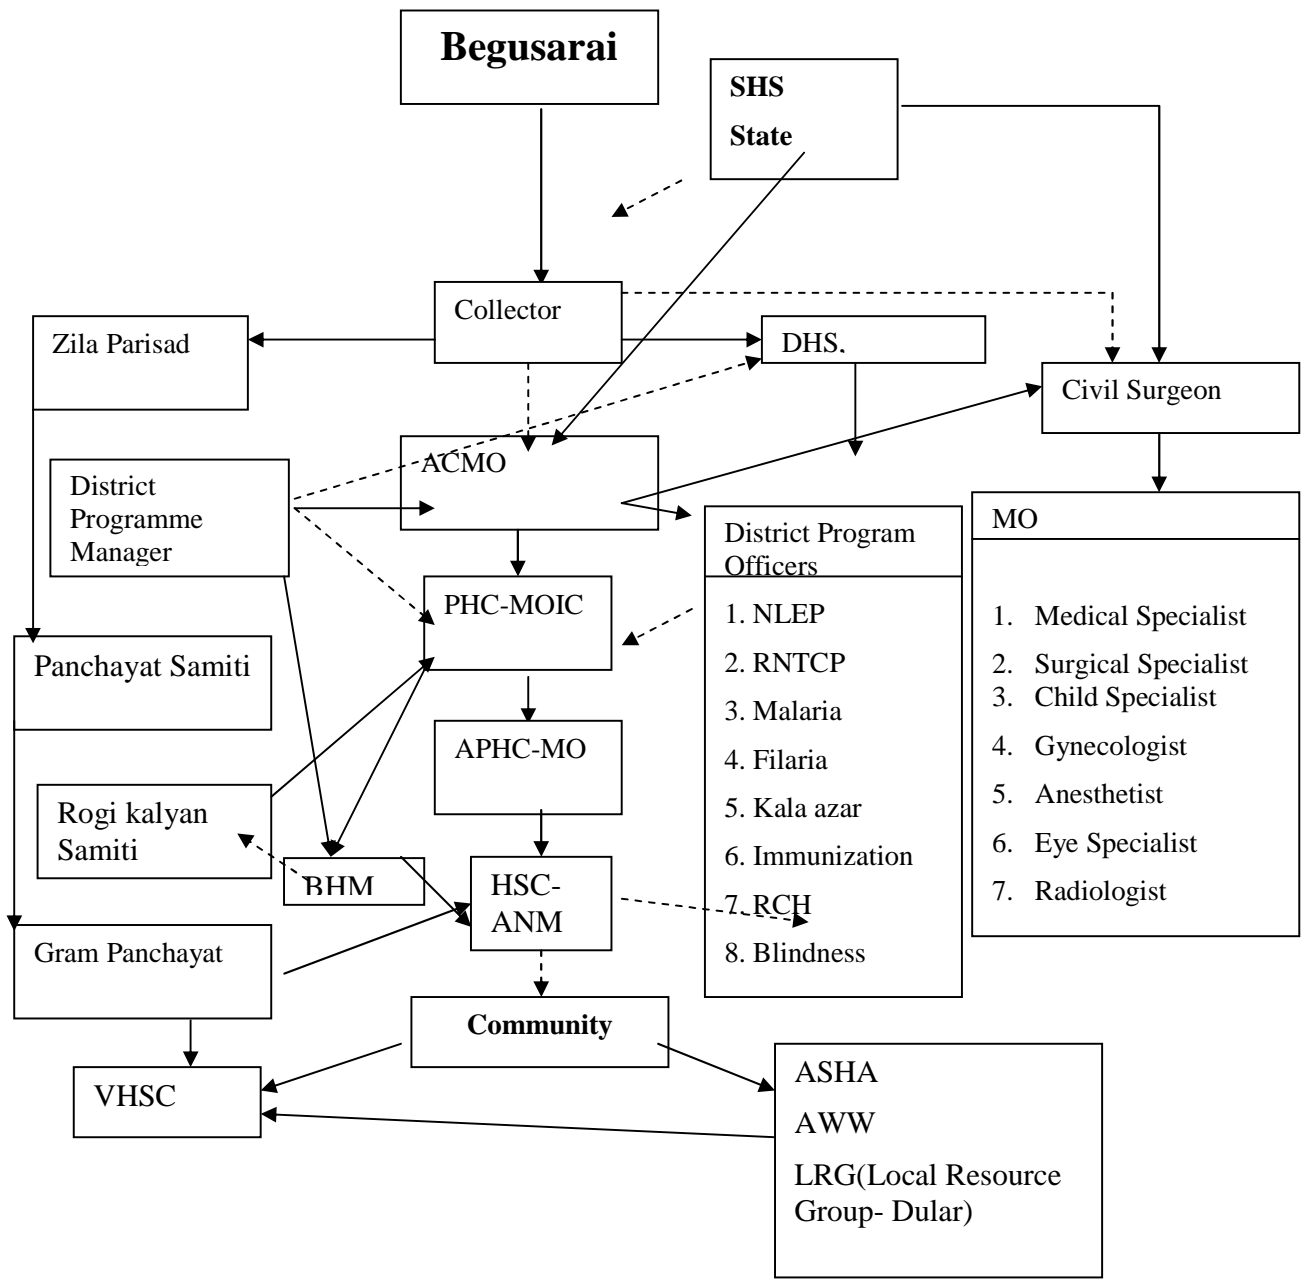 Begusarai
SHS
State
Collector
Zila Parisad
DHS.
Civil Surgeon
ACMO
District
Programme
Manager
District Program
Officers
MO
PHC-MOIC
1. NLEP
2. RNTCP
3. Malaria
4. Filaria
5. Kala azar
6. Immunization
7. RCH
8. Blindness
1. Medical Specialist
2. Surgical Specialist
3. Child Specialist
4. Gynecologist
5. Anesthetist
6. Eye Specialist
7. Radiologist
Panchayat Samiti
APHC-MO
Rogi kalyan
Samiti
BHM
HSC-
ANM
Gram Panchayat
Community
VHSC
ASHA
AWW
LRG(Local Resource
Group- Dular)